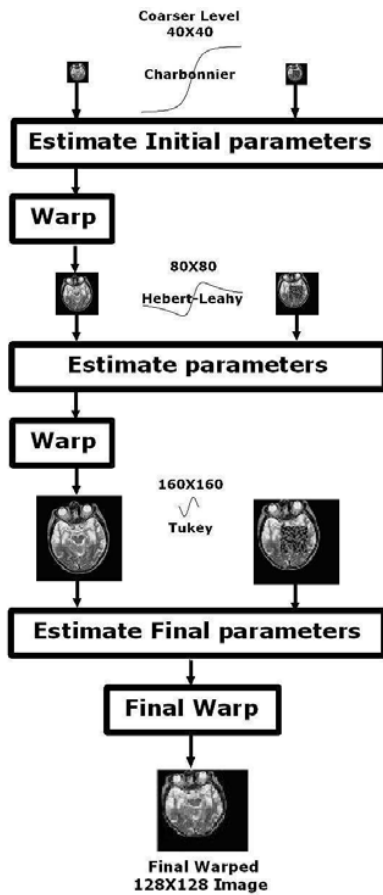 Coarser Level
40X40
Charbonnier
Estimate Initial parameters
Warp
80X80
Hebert-Leahy
Estimate parameters
Warp
160X160
Tukey
Estimate Final parameters
Final Warp
Final Warped
128X128 Image